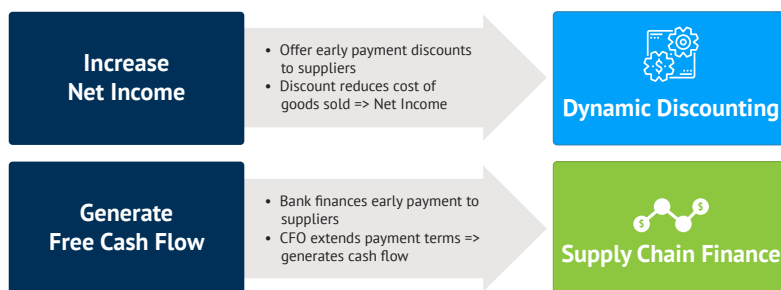 Increase
Net Income
• Offer early payment discounts
to suppliers
• Discount reduces cost of
goods sold => Net Income
$
Dynamic Discounting
Generate
Free Cash Flow
• Bank finances early payment to
suppliers
• CFO extends payment terms =>
generates cash flow
$
$
Supply Chain Finance